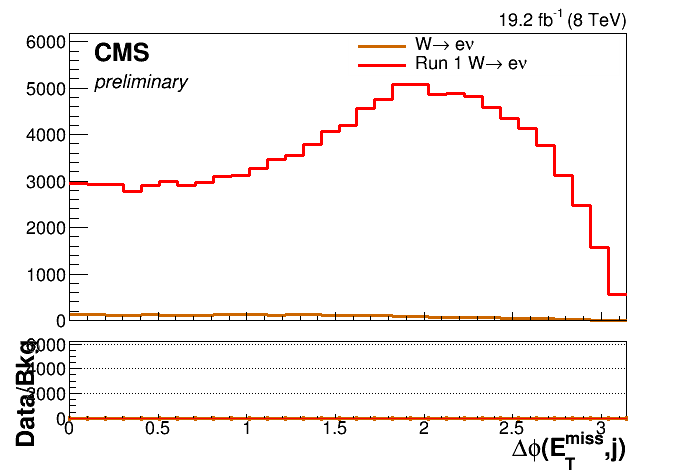 19.2 fb-1 (8 TeV)
CMS
preliminary
W→ eν
Run 1 W→ eν
6000
5000
4000
3000
2000
1000
0
Data/Bkg
6000
4000
2000
0
0 0.5 1 1.5 2 2.5 3
Δϕ(E_T^miss,j)